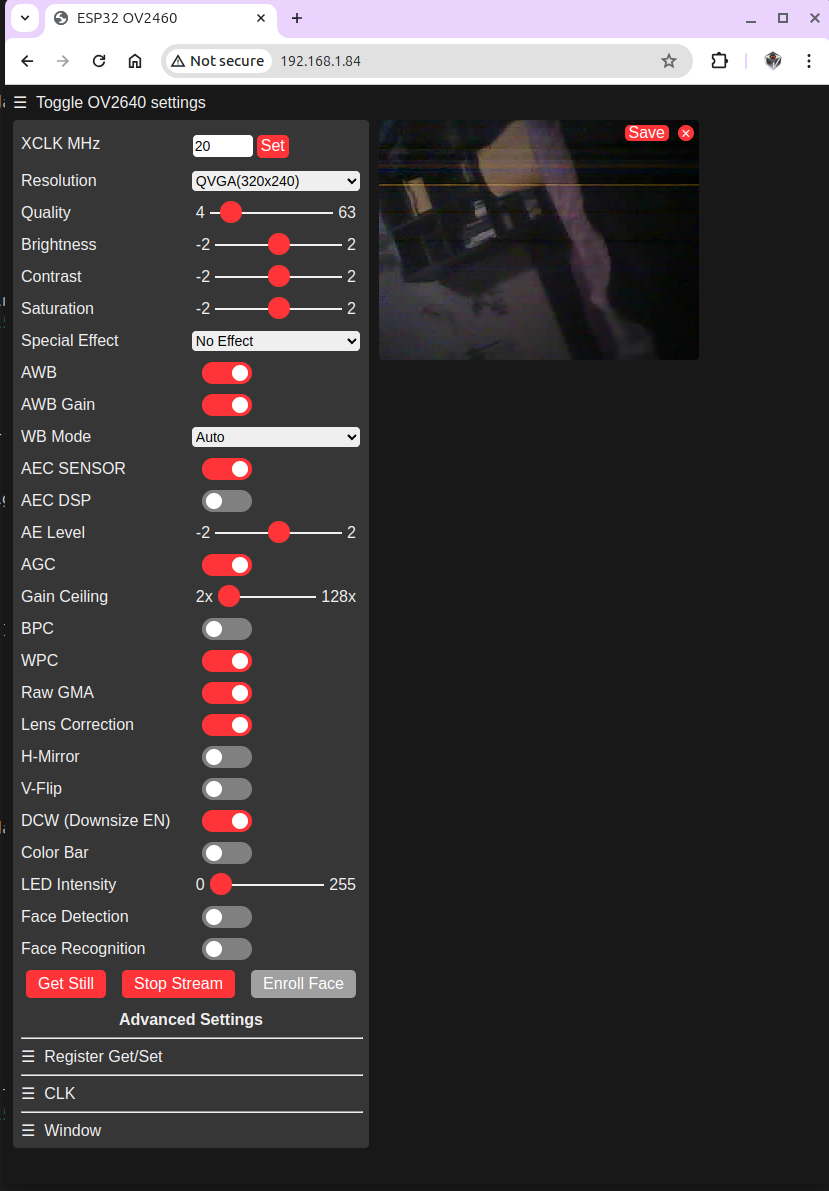 ESP32 OV2460
Not secure 192.168.1.84
☰ Toggle OV2640 settings
XCLK MHz 20 Set
Resolution QVGA(320x240)
Quality 4 63
Brightness -2 2
Contrast -2 2
Saturation -2 2
Special Effect No Effect
AWB
AWB Gain
WB Mode Auto
AEC SENSOR
AEC DSP
AE Level -2 2
AGC
Gain Ceiling 2x 128x
BPC
WPC
Raw GMA
Lens Correction
H-Mirror
V-Flip
DCW (Downsize EN)
Color Bar
LED Intensity 0 255
Face Detection
Face Recognition
Get Still Stop Stream Enroll Face
Advanced Settings
☰ Register Get/Set
☰ CLK
☰ Window
Save ×